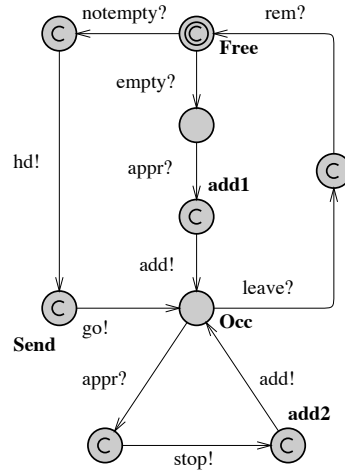 notempty?
rem?
C
C
Free
empty?
hd!
appr?
C
add1
C
add!
leave?
C
go!
Occ
Send
appr?
add!
add2
C
C
stop!